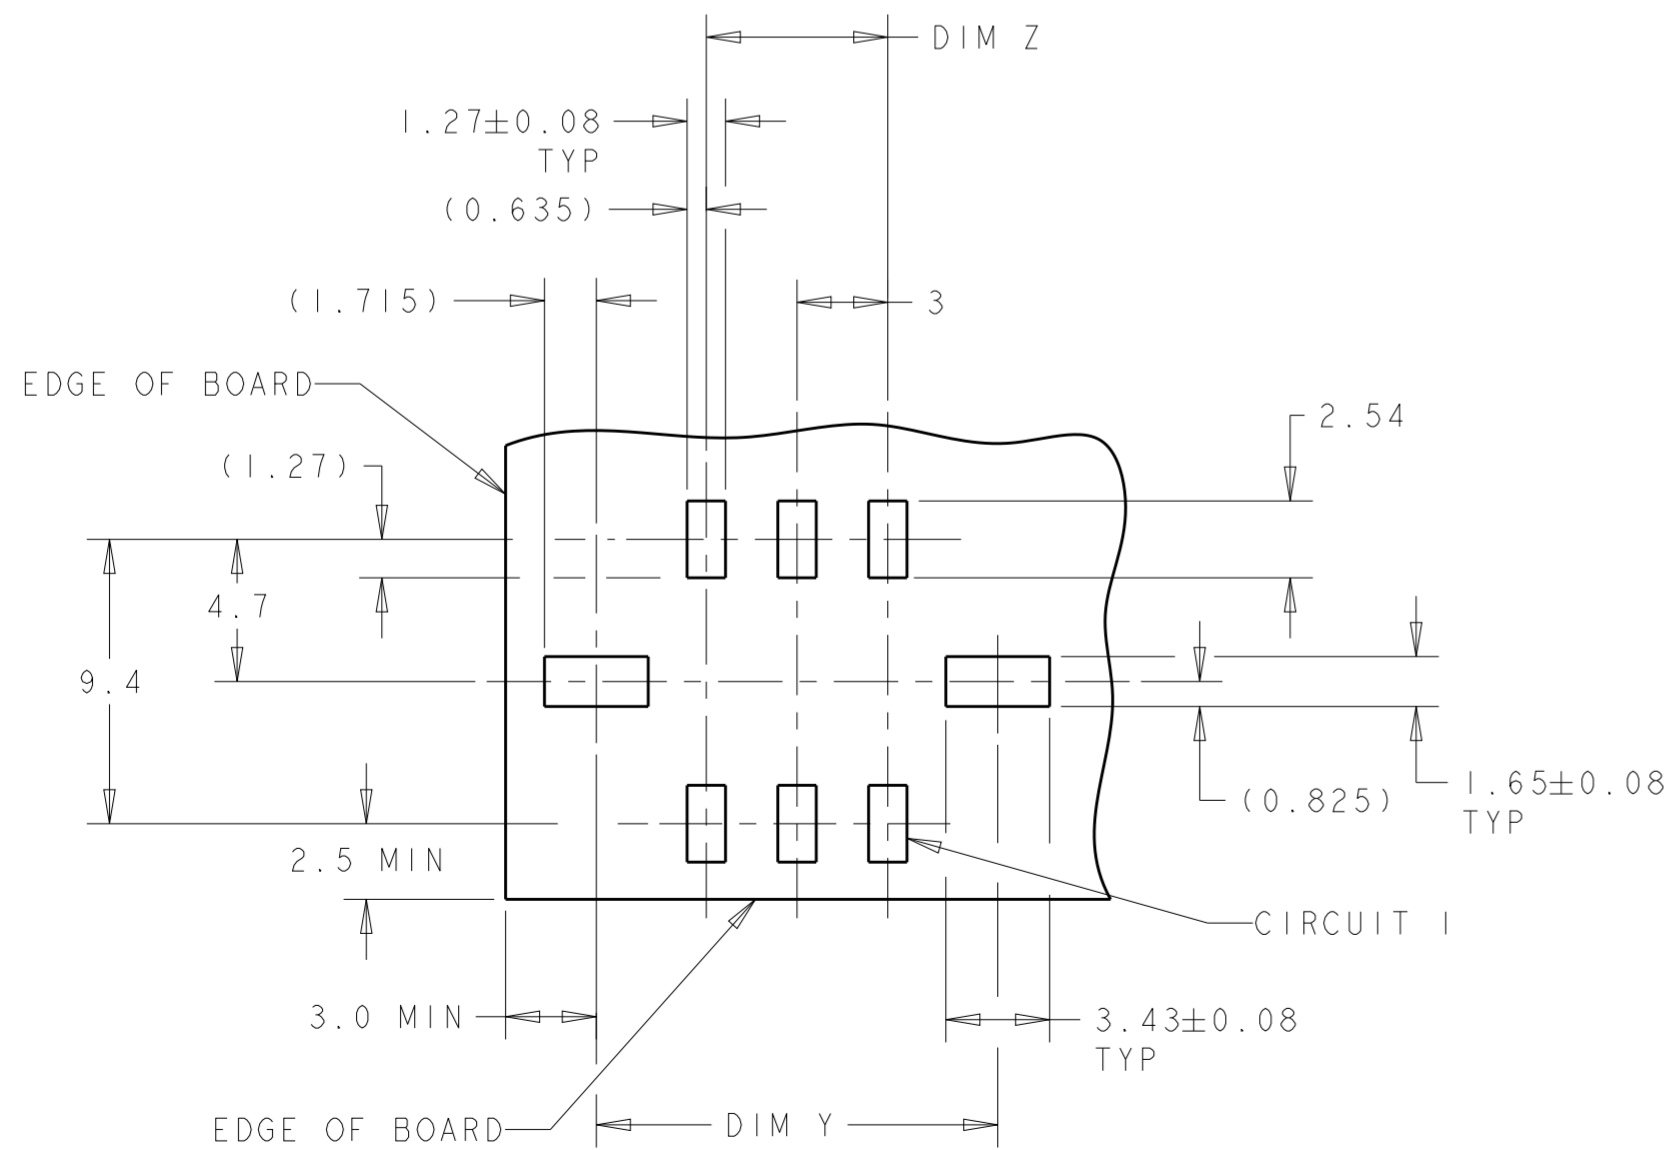 DIM Z
1.27±0.08
TYP
(0.635)
(1.715)
3
EDGE OF BOARD
2.54
(1.27)
4.7
9.4
1.65±0.08
TYP
(0.825)
2.5 MIN
CIRCUIT 1
3.0 MIN
3.43±0.08
TYP
DIM Y
EDGE OF BOARD